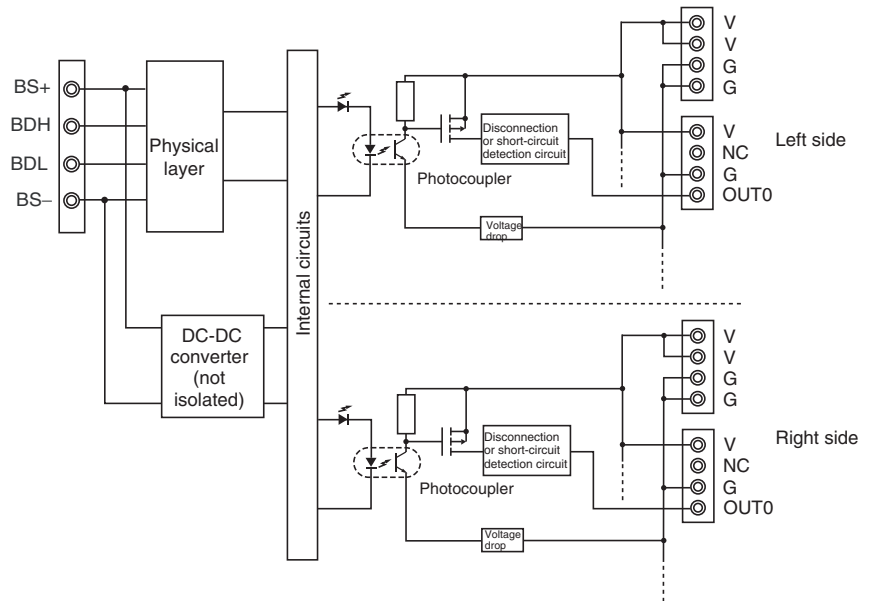 BS+
BDH
BDL
BS–
Physical
layer
DC-DC
converter
(not
isolated)
Internal circuits
Photocoupler
Disconnection
or short-circuit
detection circuit
Voltage
drop
V
V
G
G
V
NC
G
OUT0
Left side
Photocoupler
Disconnection
or short-circuit
detection circuit
Voltage
drop
V
V
G
G
V
NC
G
OUT0
Right side